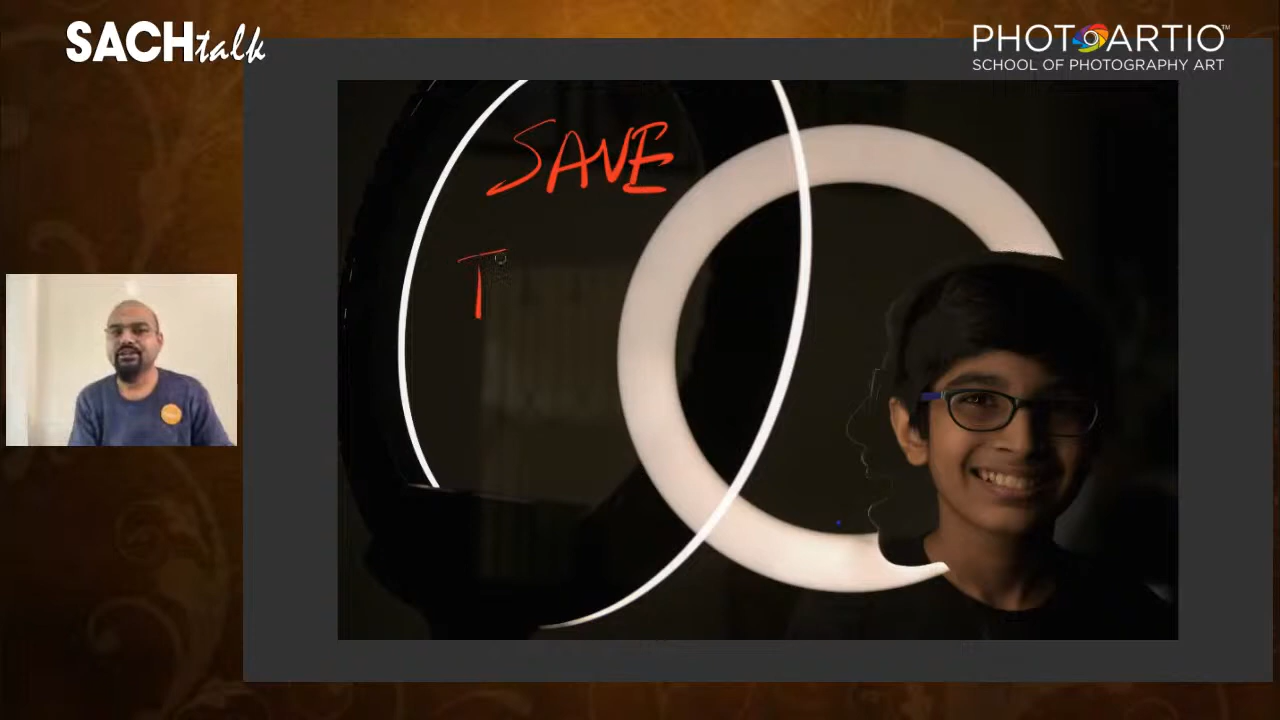 SACHtalk
PHOTOARTIO™
SCHOOL OF PHOTOGRAPHY ART
SAVE
T